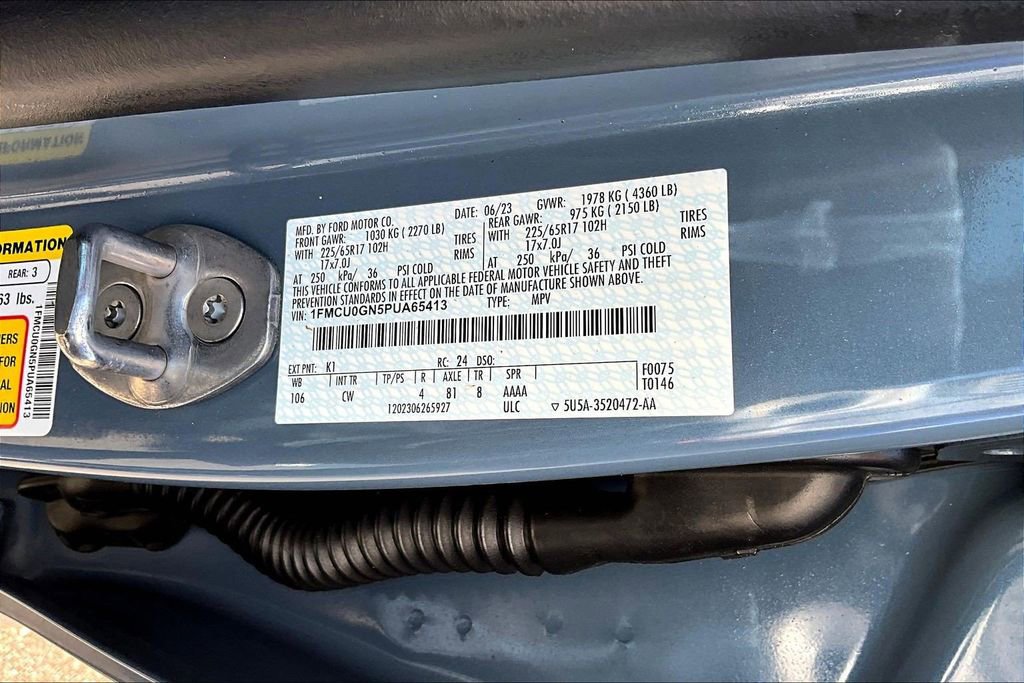 FORMATION
ORMATION
REAR: 3
63 lbs.
ERS
FOR
AL
ION
1FMCU0GN5PUA65413
MFD. BY FORD MOTOR CO. DATE: 06/23 GVWR: 1978 KG ( 4360 LB)
FRONT GAWR: 1030 KG ( 2270 LB) REAR GAWR: 975 KG ( 2150 LB)
WITH 225/65R17 102H TIRES WITH 225/65R17 102H TIRES
17x7.0J RIMS 17x7.0J RIMS
AT 250 kPa/ 36 PSI COLD AT 250 kPa/ 36 PSI COLD
THIS VEHICLE CONFORMS TO ALL APPLICABLE FEDERAL MOTOR VEHICLE SAFETY AND THEFT
PREVENTION STANDARDS IN EFFECT ON THE DATE OF MANUFACTURE SHOWN ABOVE.
VIN: 1FMCU0GN5PUA65413 TYPE: MPV
EXT PNT: K1 RC: 24 DSO: F0075
WB INT TR TP/PS R AXLE TR SPR T0146
106 CW 4 81 8 AAAA
1202306265927 ULC ▽ 5U5A-3520472-AA